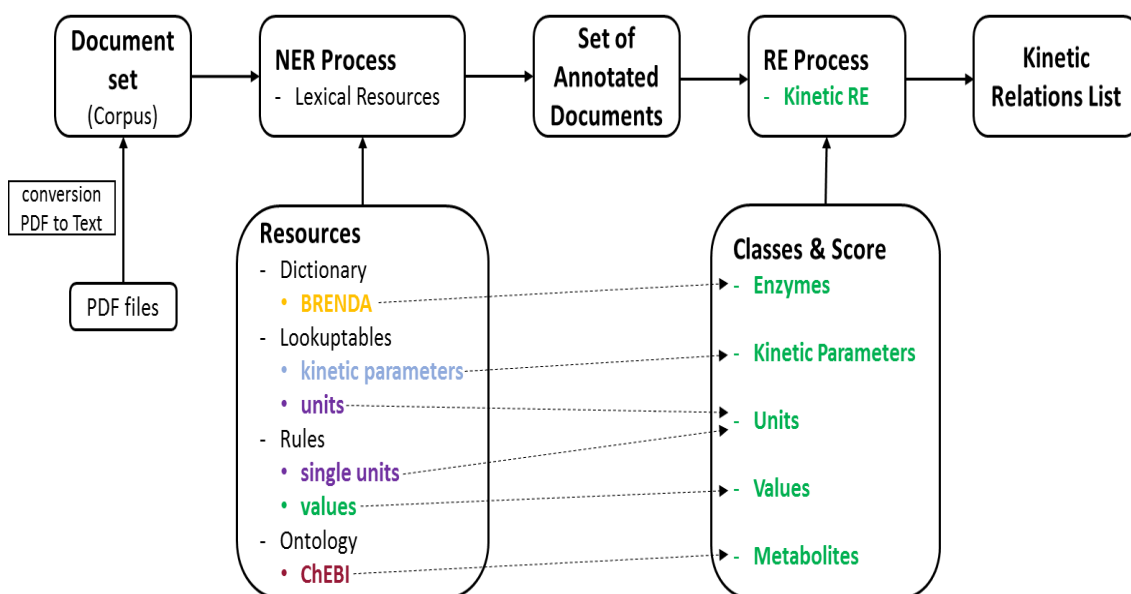 Document
set
(Corpus)
NER Process
- Lexical Resources
Set of
Annotated
Documents
RE Process
- Kinetic RE
Kinetic
Relations List
conversion
PDF to Text
PDF files
Resources
- Dictionary
• BRENDA
- Lookuptables
• kinetic parameters
• units
- Rules
• single units
• values
- Ontology
• ChEBI
Classes & Score
- Enzymes
- Kinetic Parameters
- Units
- Values
- Metabolites